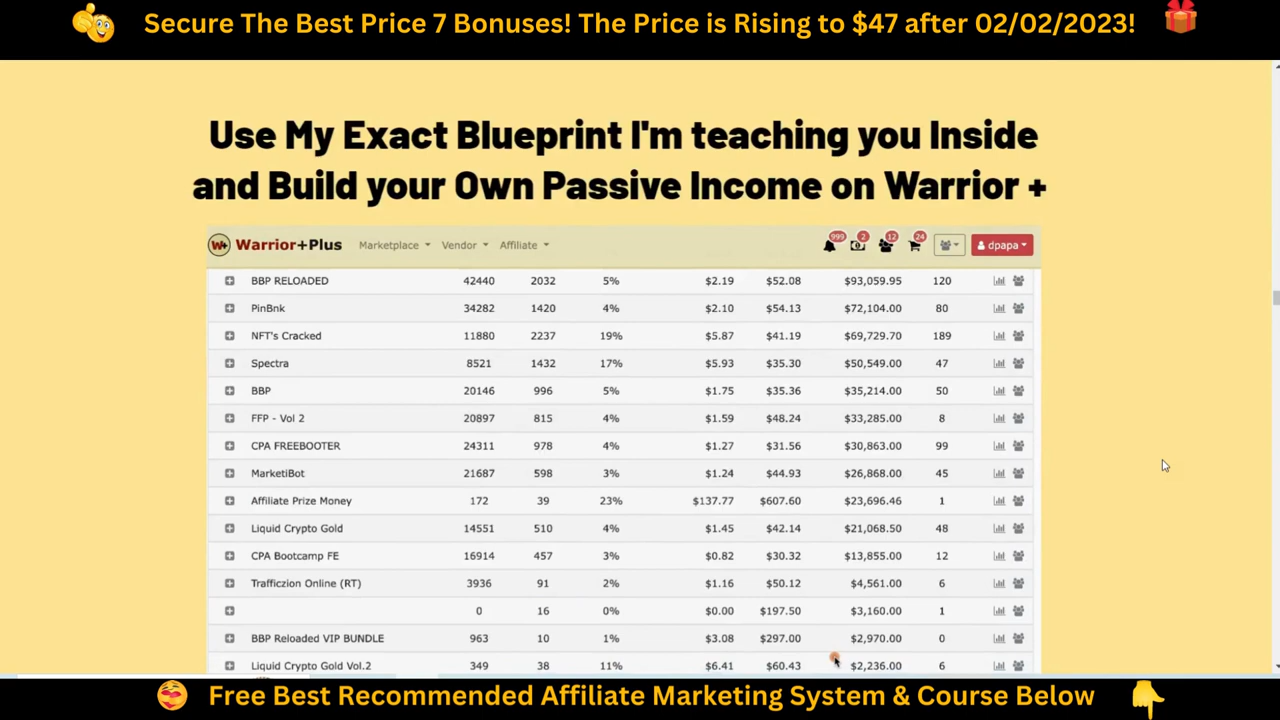 Secure The Best Price 7 Bonuses! The Price is Rising to $47 after 02/02/2023!
Use My Exact Blueprint I'm teaching you Inside
and Build your Own Passive Income on Warrior +
W+ Warrior+Plus Marketplace Vendor Affiliate 999 2 12 24 dpapa
BBP RELOADED 42440 2032 5% $2.19 $52.08 $93,059.95 120
PinBnk 34282 1420 4% $2.10 $54.13 $72,104.00 80
NFT's Cracked 11880 2237 19% $5.87 $41.19 $69,729.70 189
Spectra 8521 1432 17% $5.93 $35.30 $50,549.00 47
BBP 20146 996 5% $1.75 $35.36 $35,214.00 50
FFP - Vol 2 20897 815 4% $1.59 $48.24 $33,285.00 8
CPA FREEBOOTER 24311 978 4% $1.27 $31.56 $30,863.00 99
MarketiBot 21687 598 3% $1.24 $44.93 $26,868.00 45
Affiliate Prize Money 172 39 23% $137.77 $607.60 $23,696.46 1
Liquid Crypto Gold 14551 510 4% $1.45 $42.14 $21,068.50 48
CPA Bootcamp FE 16914 457 3% $0.82 $30.32 $13,855.00 12
Trafficzion Online (RT) 3936 91 2% $1.16 $50.12 $4,561.00 6
0 16 0% $0.00 $197.50 $3,160.00 1
BBP Reloaded VIP BUNDLE 963 10 1% $3.08 $297.00 $2,970.00 0
Liquid Crypto Gold Vol.2 349 38 11% $6.41 $60.43 $2,236.00 6
Free Best Recommended Affiliate Marketing System & Course Below